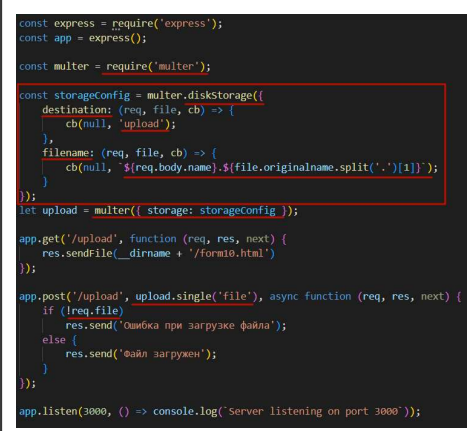 const express = require('express');
const app = express();
const multer = require('multer');
const storageConfig = multer.diskStorage({
destination: (req, file, cb) => {
cb(null, 'upload');
},
filename: (req, file, cb) => {
cb(null, `${req.body.name}.${file.originalname.split('.')[1]}`);
}
});
let upload = multer({ storage: storageConfig });
app.get('/upload', function (req, res, next) {
res.sendFile(__dirname + '/form10.html')
});
app.post('/upload', upload.single('file'), async function (req, res, next) {
if (!req.file)
res.send('Ошибка при загрузке файла');
else {
res.send('Файл загружен');
}
});
app.listen(3000, () => console.log(`Server listening on port 3000`));